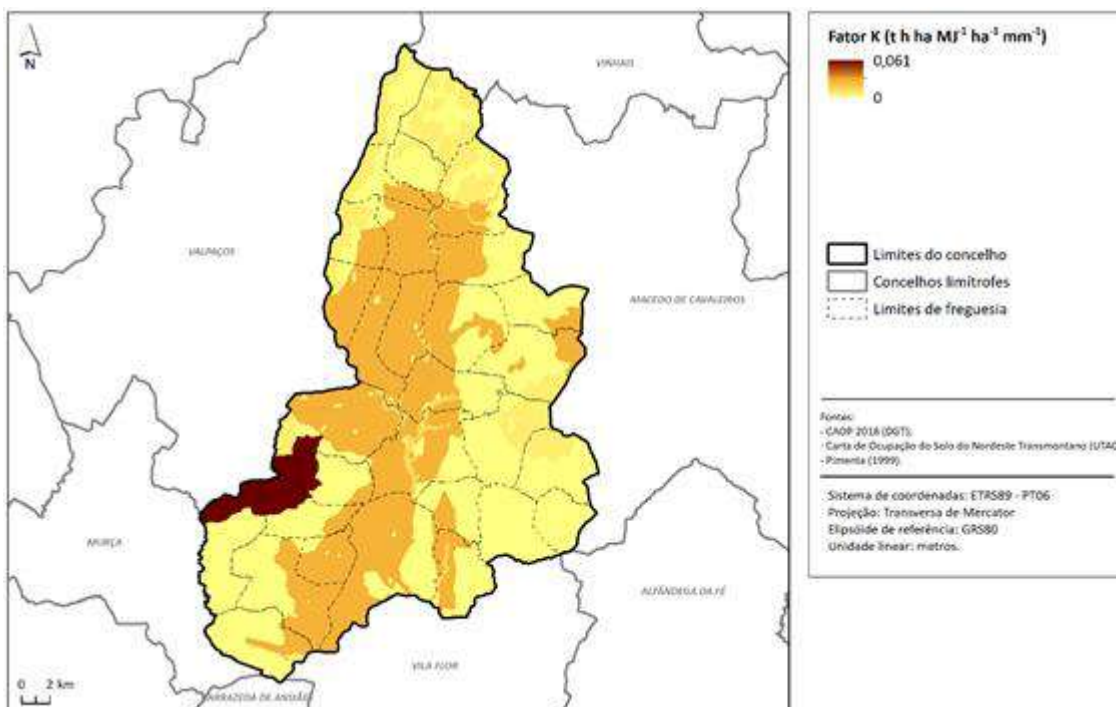 N
VINHAIS
VALPAÇOS
MACEDO DE CAVALEIROS
MURÇA
ALFÂNDEGA DA FÉ
VILA FLOR
CARRAZEDA DE ANSIÃES
0 2 km
Fator K (t h ha MJ⁻¹ ha⁻¹ mm⁻¹)
0,061
0
Limites do concelho
Concelhos limítrofes
Limites de freguesia
Fontes:
- CAOP 2018 (DGT);
- Carta de Ocupação do Solo do Nordeste Transmontano (UTAD
- Pimenta (1999).
Sistema de coordenadas: ETRS89 - PT06
Projeção: Transversa de Mercator
Elipsóide de referência: GRS80
Unidade linear: metros.